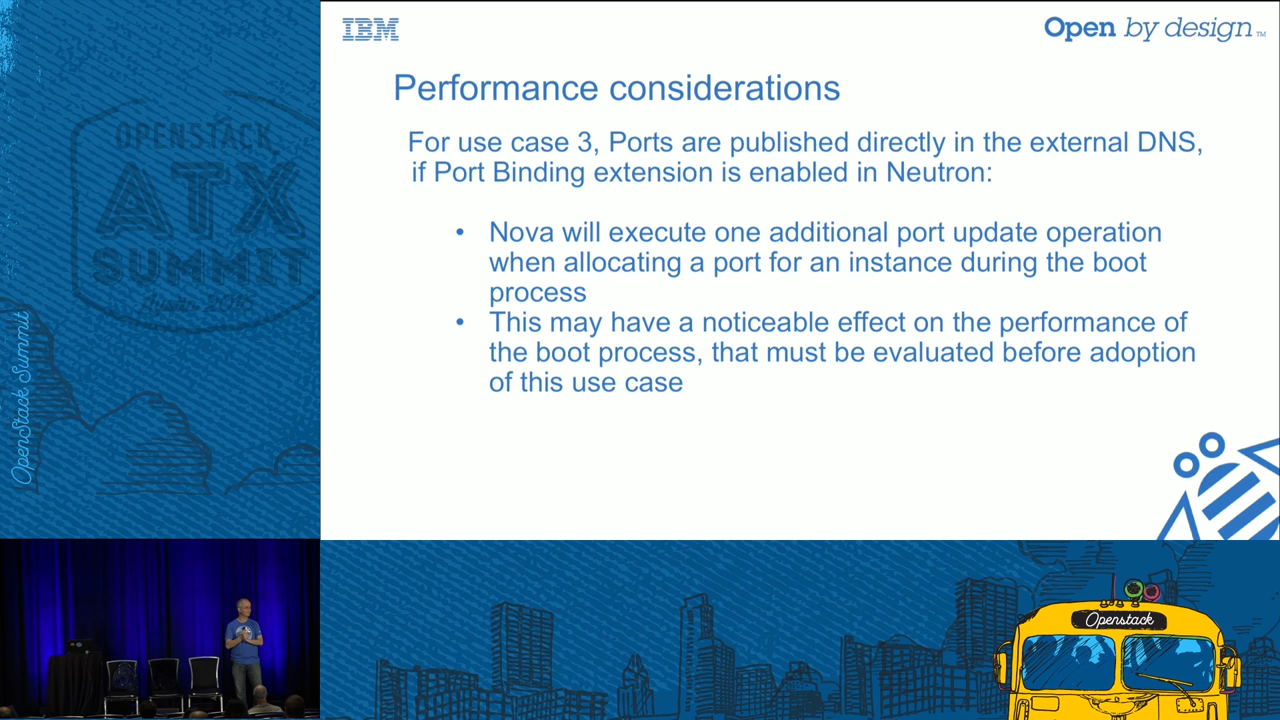 IBM
Open by design TM
Performance considerations
For use case 3, Ports are published directly in the external DNS,
if Port Binding extension is enabled in Neutron:
• Nova will execute one additional port update operation
when allocating a port for an instance during the boot
process
• This may have a noticeable effect on the performance of
the boot process, that must be evaluated before adoption
of this use case
OPENSTACK
ATX
SUMMIT
Austin 2016
OpenStack Summit
Openstack